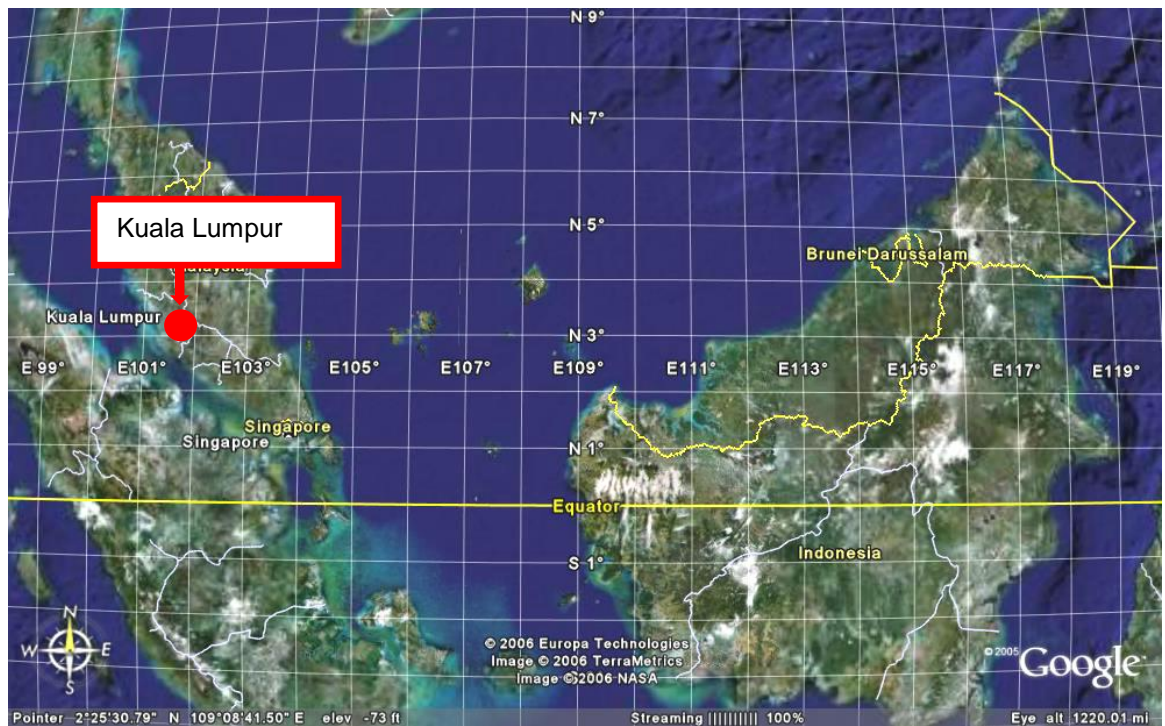 N 9°
N 7°
Kuala Lumpur
N 5°
Brunei Darussalam
Malaysia
Kuala Lumpur
N 3°
E 99° E101° E103° E105° E107° E109° E111° E113° E115° E117° E119°
Singapore
Singapore
N 1°
Equator
Indonesia
S 1°
N
W E
S
© 2006 Europa Technologies
Image © 2006 TerraMetrics
Image ©2006 NASA
©2005 Google™
Pointer 2°25'30.79" N 109°08'41.50" E elev -73 ft Streaming |||||||||| 100% Eye alt 1220.01 mi